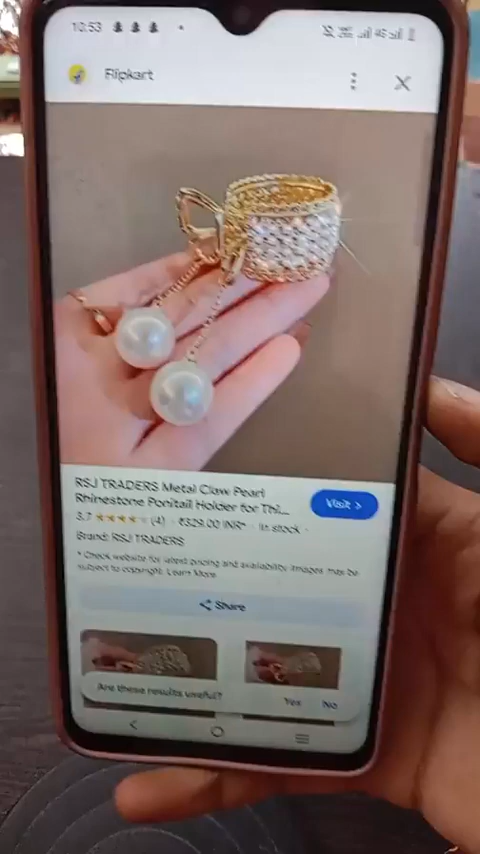 10:53
4G
Flipkart
RSJ TRADERS Metal Claw Pearl
Rhinestone Ponitail Holder for Thi...
Visit >
3.7 ★★★★★ (4) · ₹329.00 INR* · In stock ·
Brand: RSJ TRADERS
* Check website for latest pricing and availability. Images may be
subject to copyright. Learn More
Share
Are these results useful?
Yes
No